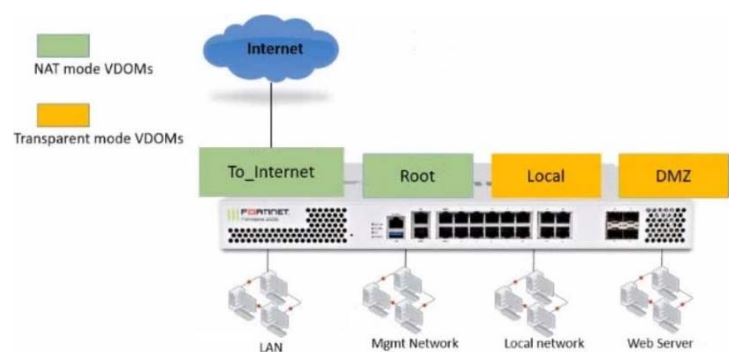 Internet
NAT mode VDOMs
Transparent mode VDOMs
To_Internet
Root
Local
DMZ
FORTINET
LAN
Mgmt Network
Local network
Web Server